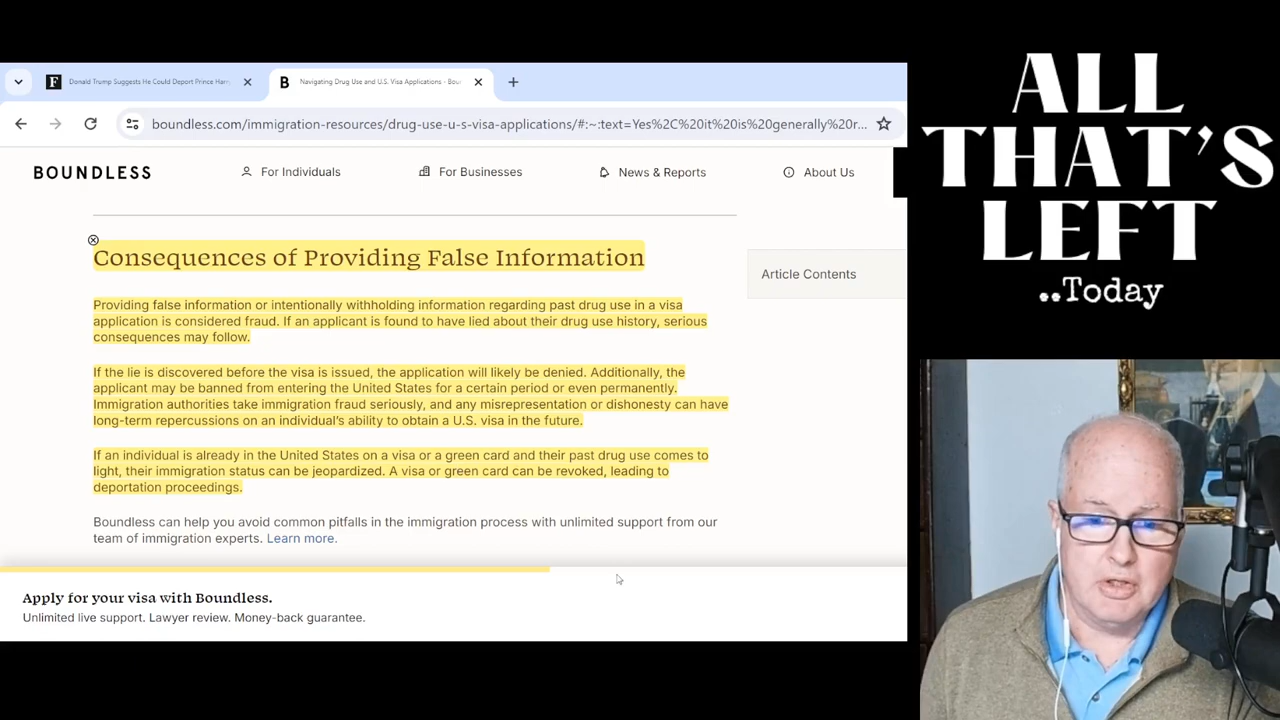 Donald Trump Suggests He Could Deport Prince Harry
Navigating Drug Use and U.S. Visa Applications - Bou
boundless.com/immigration-resources/drug-use-u-s-visa-applications/#:~:text=Yes%2C%20it%20is%20generally%20r...
BOUNDLESS
For Individuals
For Businesses
News & Reports
About Us
Consequences of Providing False Information
Article Contents
Providing false information or intentionally withholding information regarding past drug use in a visa
application is considered fraud. If an applicant is found to have lied about their drug use history, serious
consequences may follow.
If the lie is discovered before the visa is issued, the application will likely be denied. Additionally, the
applicant may be banned from entering the United States for a certain period or even permanently.
Immigration authorities take immigration fraud seriously, and any misrepresentation or dishonesty can have
long-term repercussions on an individual's ability to obtain a U.S. visa in the future.
If an individual is already in the United States on a visa or a green card and their past drug use comes to
light, their immigration status can be jeopardized. A visa or green card can be revoked, leading to
deportation proceedings.
Boundless can help you avoid common pitfalls in the immigration process with unlimited support from our
team of immigration experts. Learn more.
Apply for your visa with Boundless.
Unlimited live support. Lawyer review. Money-back guarantee.
ALL
THAT'S
LEFT
..Today